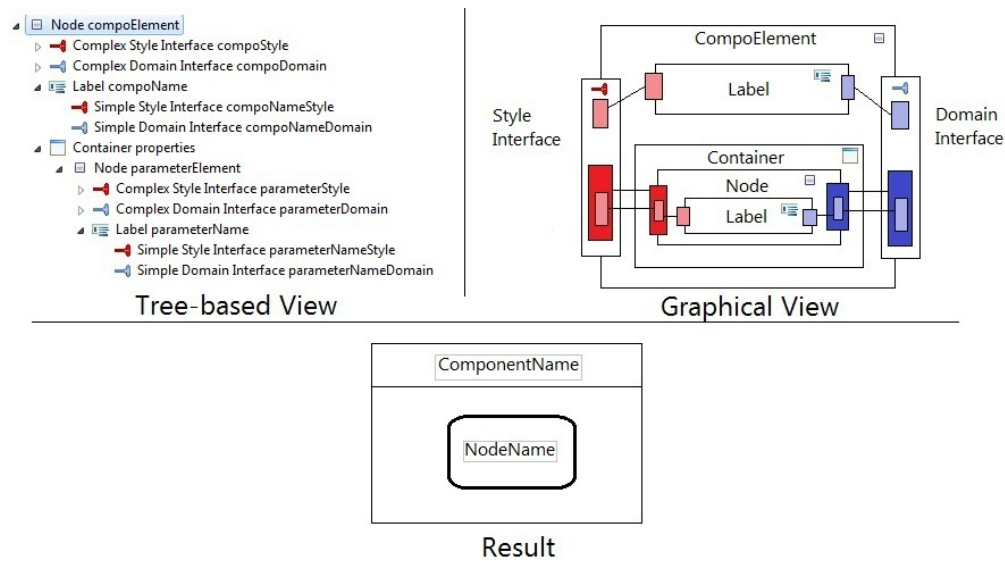 Node compoElement
Complex Style Interface compoStyle
Complex Domain Interface compoDomain
Label compoName
Simple Style Interface compoNameStyle
Simple Domain Interface compoNameDomain
Container properties
Node parameterElement
Complex Style Interface parameterStyle
Complex Domain Interface parameterDomain
Label parameterName
Simple Style Interface parameterNameStyle
Simple Domain Interface parameterNameDomain
Tree-based View
CompoElement
Label
Style
Interface
Domain
Interface
Container
Node
Label
Graphical View
ComponentName
NodeName
Result